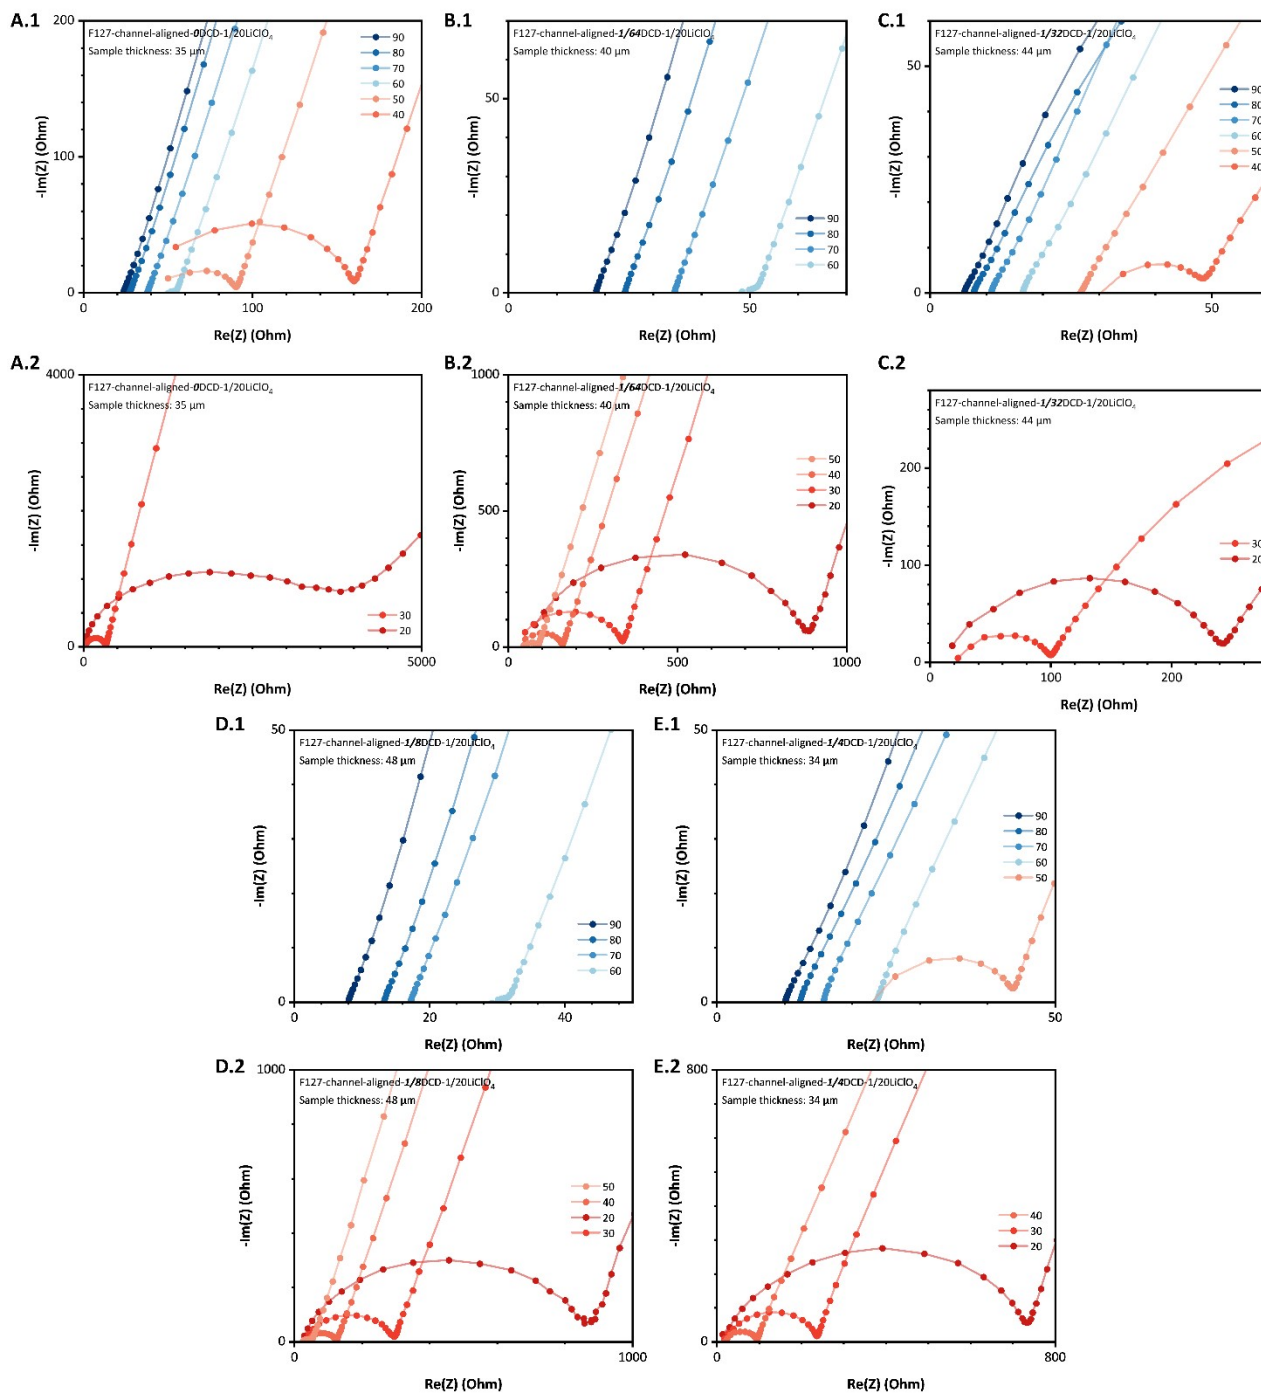 A.1
F127-channel-aligned-0DCD-1/20LiClO₄
Sample thickness: 35 µm
200
100
0
-Im(Z) (Ohm)
90
80
70
60
50
40
0
100
200
Re(Z) (Ohm)
B.1
F127-channel-aligned-1/64DCD-1/20LiClO₄
Sample thickness: 40 µm
50
0
-Im(Z) (Ohm)
90
80
70
60
50
Re(Z) (Ohm)
C.1
F127-channel-aligned-1/32DCD-1/20LiClO₄
Sample thickness: 44 µm
50
0
-Im(Z) (Ohm)
90
80
70
60
50
40
0
50
Re(Z) (Ohm)
A.2
F127-channel-aligned-0DCD-1/20LiClO₄
Sample thickness: 35 µm
4000
0
-Im(Z) (Ohm)
30
20
0
5000
Re(Z) (Ohm)
B.2
F127-channel-aligned-1/64DCD-1/20LiClO₄
Sample thickness: 40 µm
1000
500
0
-Im(Z) (Ohm)
50
40
30
20
0
500
1000
Re(Z) (Ohm)
C.2
F127-channel-aligned-1/32DCD-1/20LiClO₄
Sample thickness: 44 µm
200
100
0
-Im(Z) (Ohm)
30
20
0
100
200
Re(Z) (Ohm)
D.1
F127-channel-aligned-1/8DCD-1/20LiClO₄
Sample thickness: 48 µm
50
0
-Im(Z) (Ohm)
90
80
70
60
0
20
40
Re(Z) (Ohm)
E.1
F127-channel-aligned-1/4DCD-1/20LiClO₄
Sample thickness: 34 µm
50
0
-Im(Z) (Ohm)
90
80
70
60
50
0
50
Re(Z) (Ohm)
D.2
F127-channel-aligned-1/8DCD-1/20LiClO₄
Sample thickness: 48 µm
1000
0
-Im(Z) (Ohm)
50
40
20
30
0
1000
Re(Z) (Ohm)
E.2
F127-channel-aligned-1/4DCD-1/20LiClO₄
Sample thickness: 34 µm
800
0
-Im(Z) (Ohm)
40
30
20
0
800
Re(Z) (Ohm)